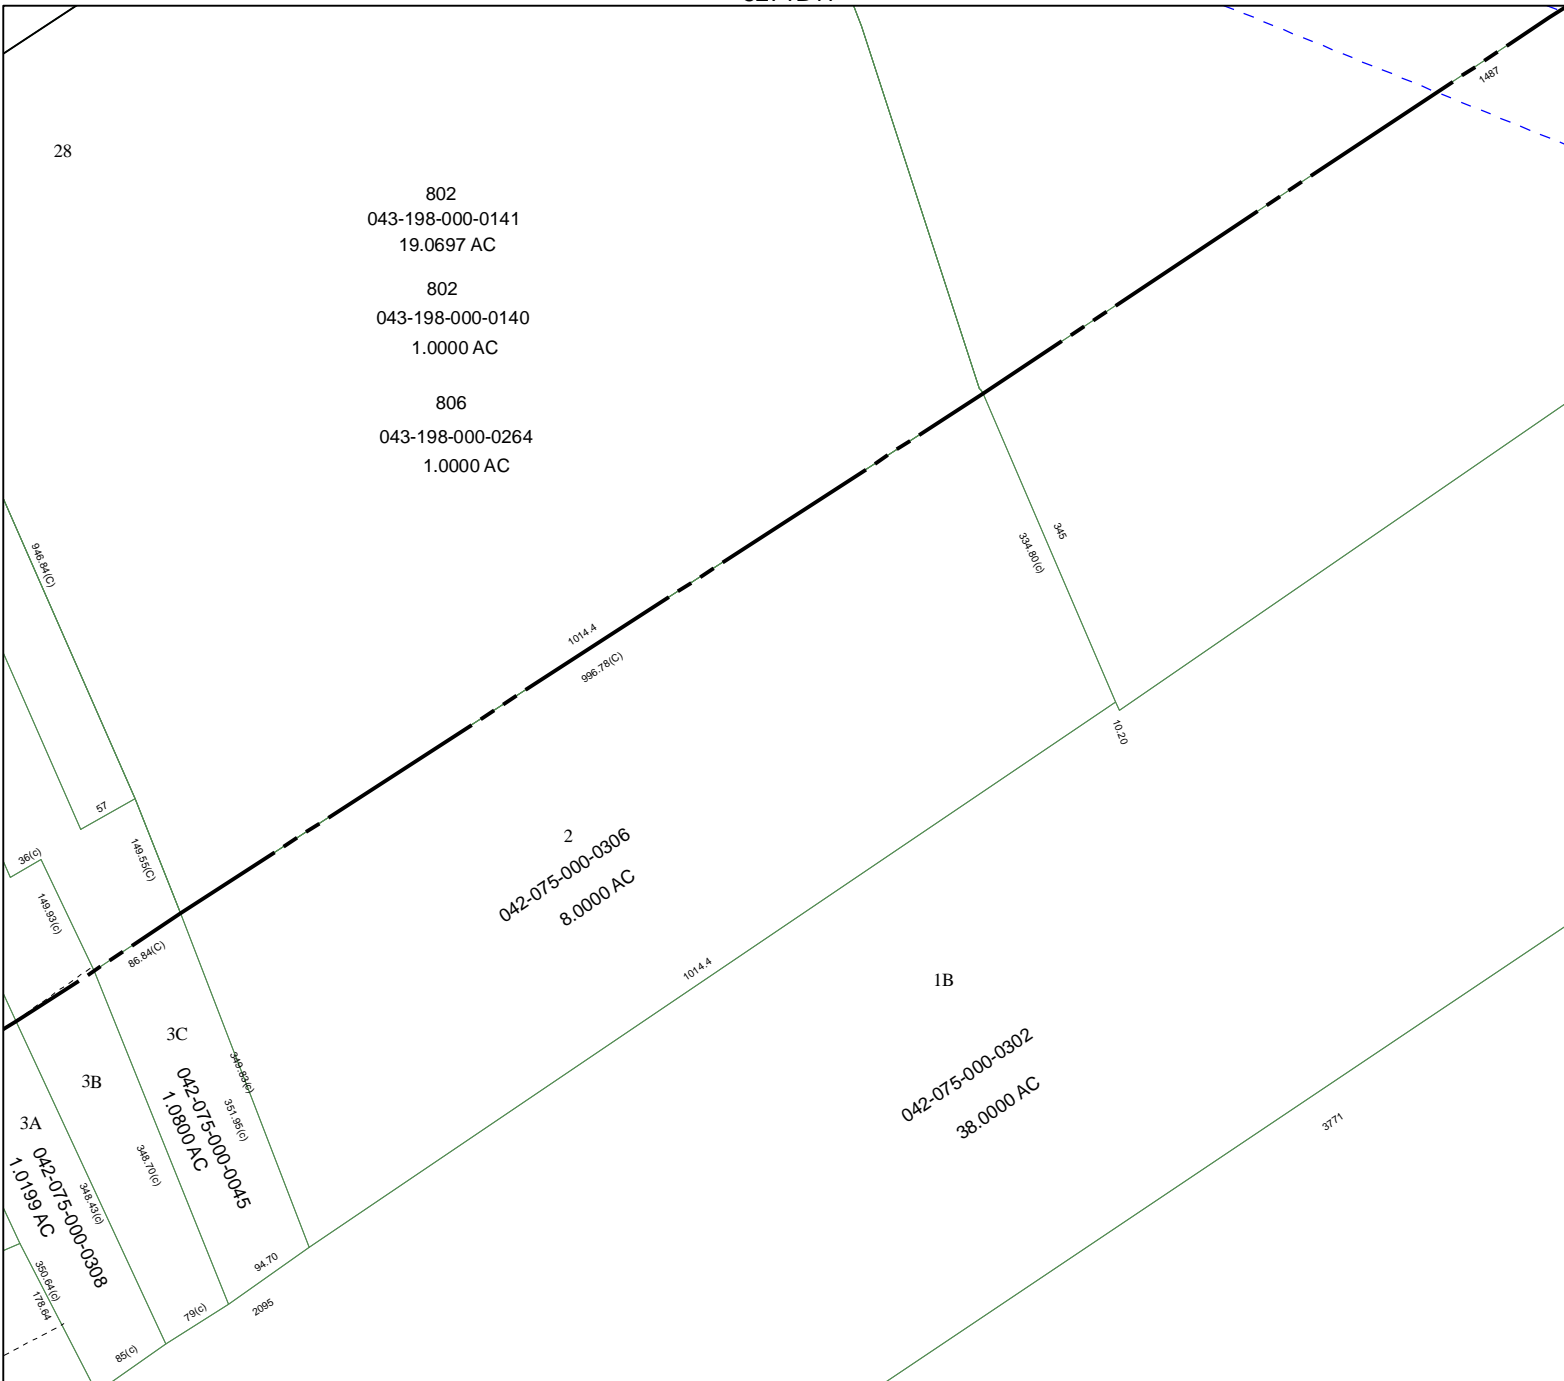 1487
28
802
043-198-000-0141
19.0697 AC
802
043-198-000-0140
1.0000 AC
806
043-198-000-0264
1.0000 AC
946.84(C)
345
334.80(c)
1014.4
996.78(C)
10.20
57
36(c)
149.55(C)
149.93(c)
86.84(C)
2
042-075-000-0306
8.0000 AC
1014.4
1B
042-075-000-0302
38.0000 AC
3771
3C
042-075-000-0045
1.0800 AC
349.83(c)
351.95(c)
3B
348.70(c)
3A
042-075-000-0308
1.0199 AC
348.43(c)
350.64(c)
178.64
94.70
2095
79(c)
85(c)